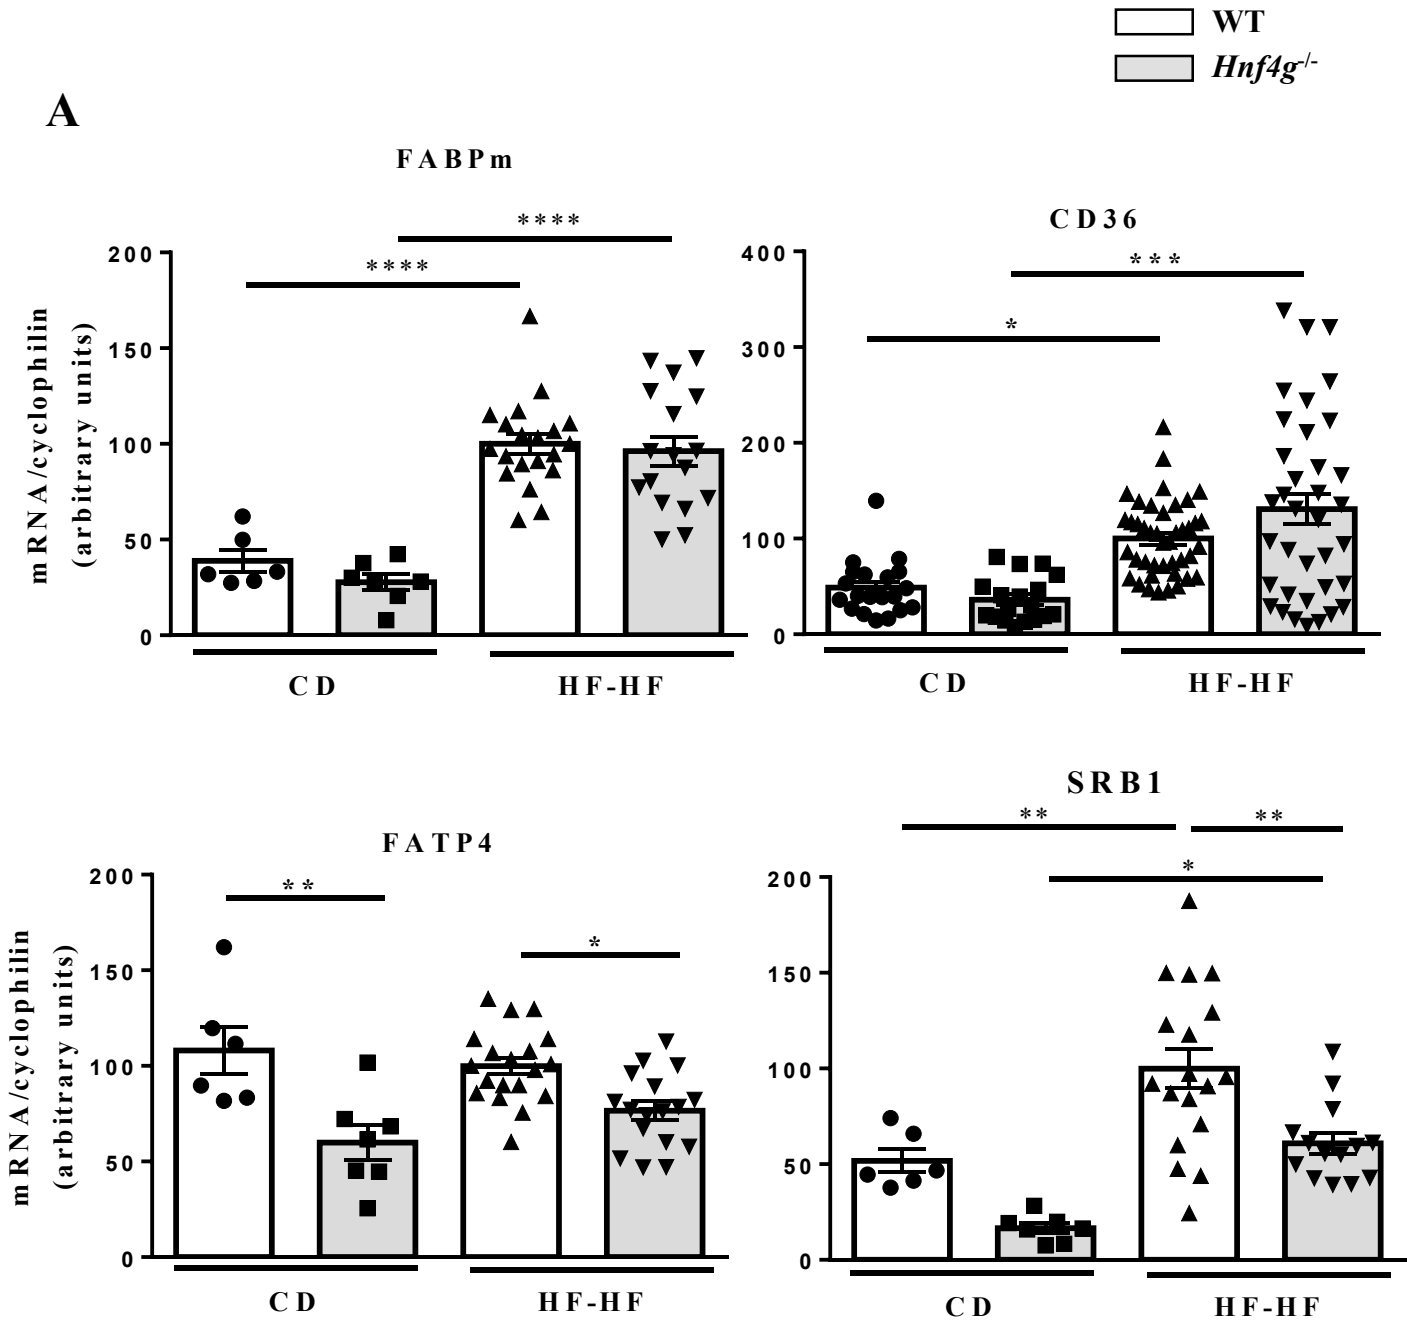 WT
Hnf4g-/-
A
FABPm
****
****
mRNA/cyclophilin
(arbitrary units)
200
150
100
50
0
CD
HF-HF
CD36
***
*
400
300
200
100
0
CD
HF-HF
FATP4
**
*
mRNA/cyclophilin
(arbitrary units)
200
150
100
50
0
CD
HF-HF
SRB1
**
**
*
200
150
100
50
0
CD
HF-HF